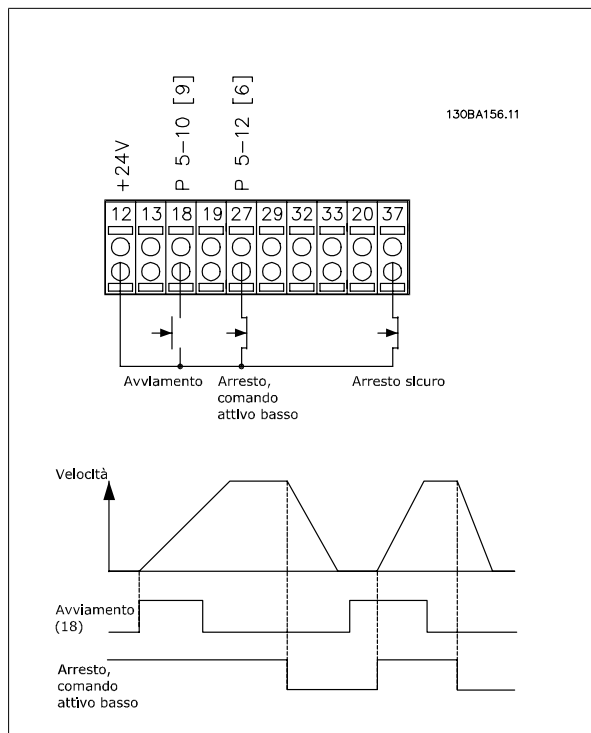 130BA156.11
+24V
P 5-10 [9]
P 5-12 [6]
12 13 18 19 27 29 32 33 20 37
Avviamento
Arresto,
comando
attivo basso
Arresto sicuro
Velocità
Avviamento
(18)
Arresto,
comando
attivo basso